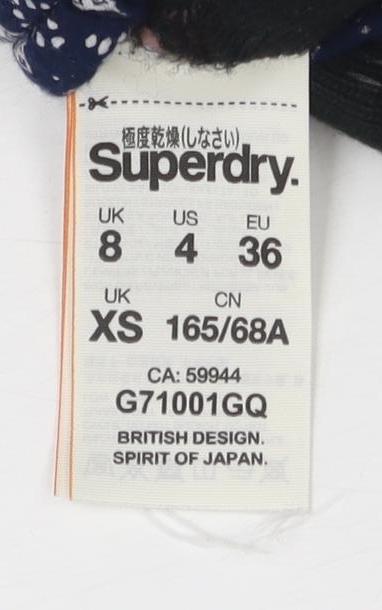 極度乾燥(しなさい)
Superdry.
UK US EU
8 4 36
UK CN
XS 165/68A
CA: 59944
G71001GQ
BRITISH DESIGN.
SPIRIT OF JAPAN.